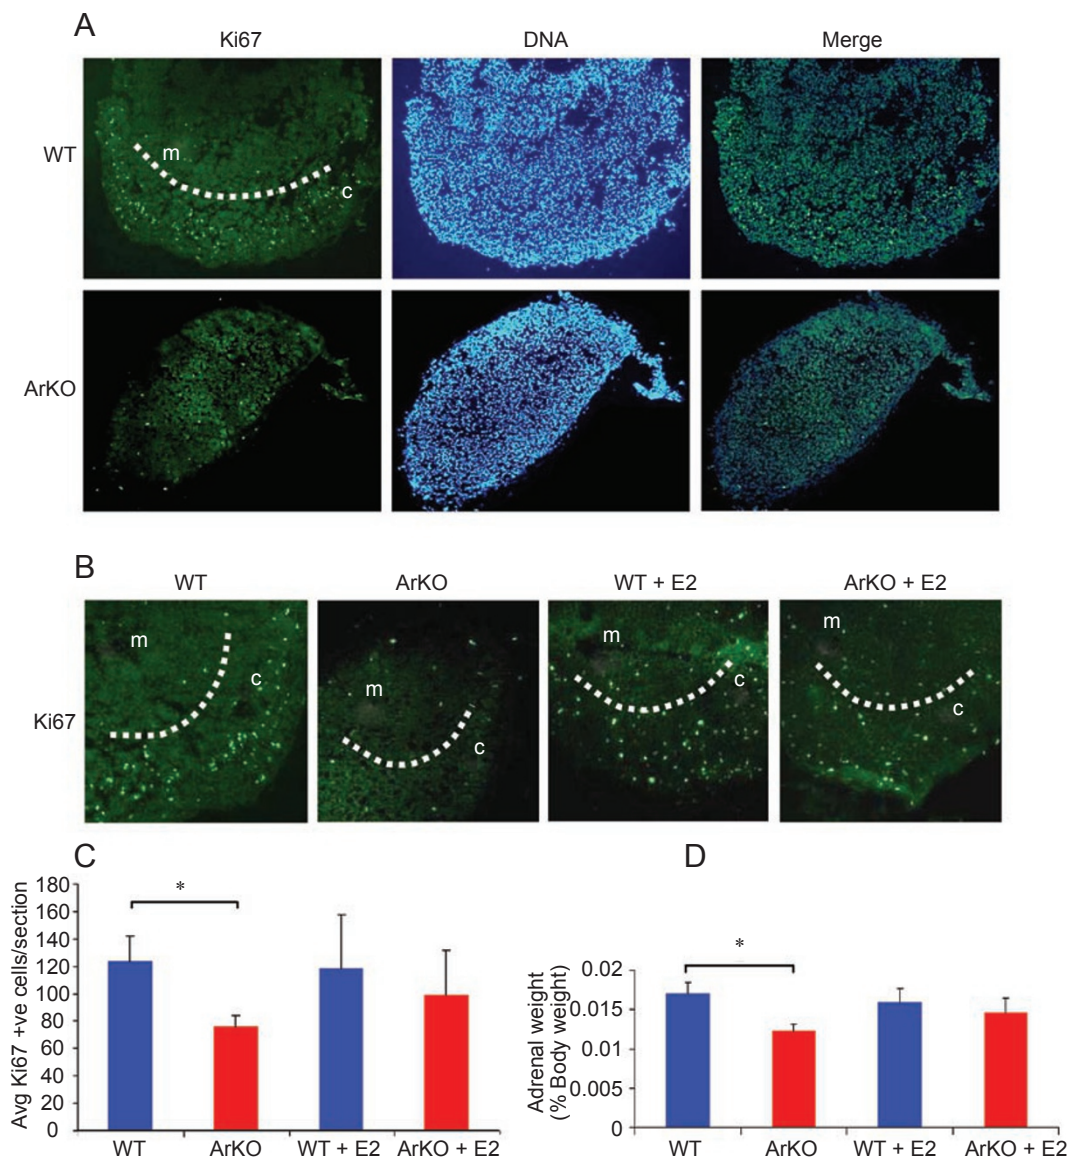 A
Ki67
DNA
Merge
WT
m
c
ArKO
B
WT
ArKO
WT + E2
ArKO + E2
Ki67
m
c
m
c
m
c
m
c
C
Avg Ki67 +ve cells/section
180
160
140
120
100
80
60
40
20
0
*
WT
ArKO
WT + E2
ArKO + E2
D
Adrenal weight
(% Body weight)
0.02
0.015
0.01
0.005
0
*
WT
ArKO
WT + E2
ArKO + E2